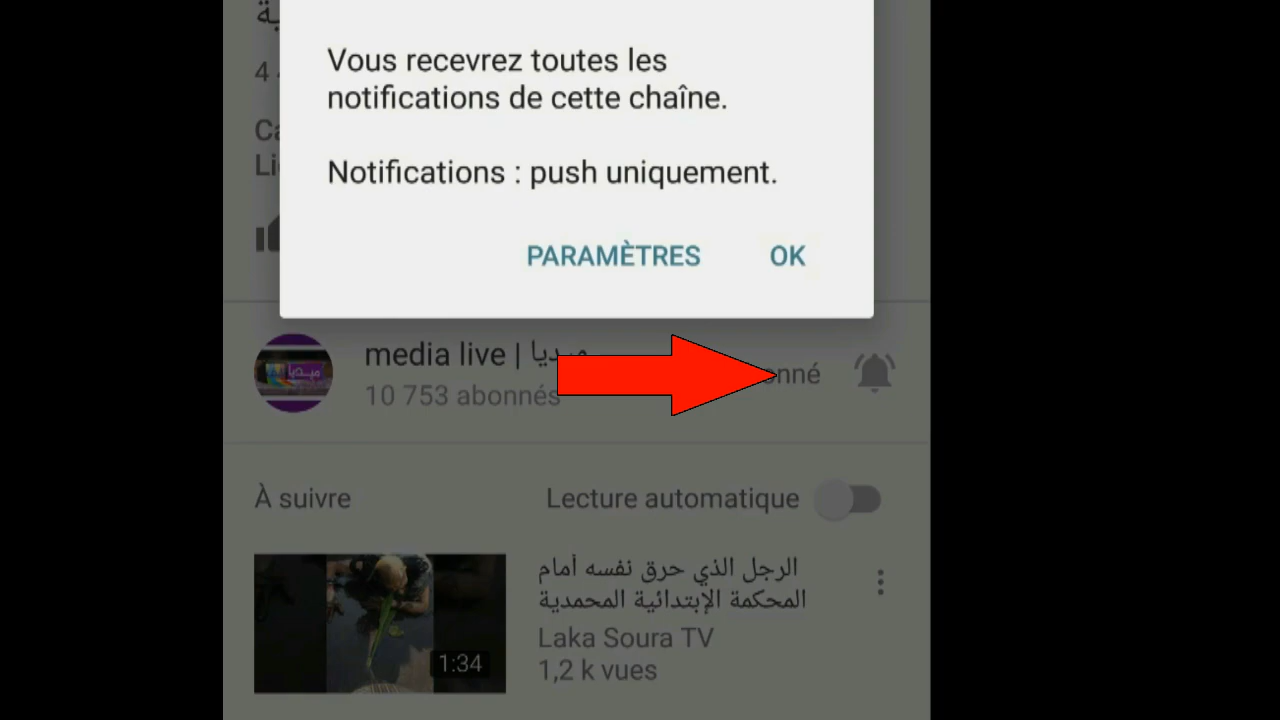 Vous recevrez toutes les
notifications de cette chaîne.
Notifications : push uniquement.
PARAMÈTRES OK
media live | ميديا
10 753 abonnés
ميديا
À suivre
Lecture automatique
الرجل الذي حرق نفسه أمام
المحكمة الإبتدائية المحمدية
Laka Soura TV
1,2 k vues
1:34